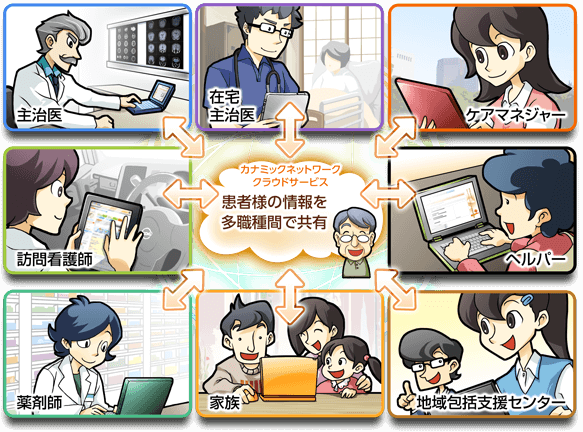 主治医
在宅
主治医
ケアマネジャー
カナミックネットワーク
クラウドサービス
患者様の情報を
多職種間で共有
訪問看護師
ヘルパー
薬剤師
家族
地域包括支援センター